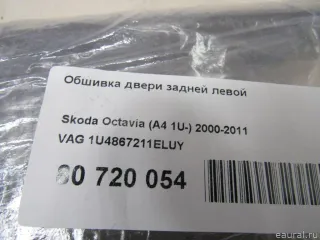 Обшивка двери задней левой
Skoda Octavia (A4 1U-) 2000-2011
VAG 1U4867211ELUY
80 720 054
eaural.ru